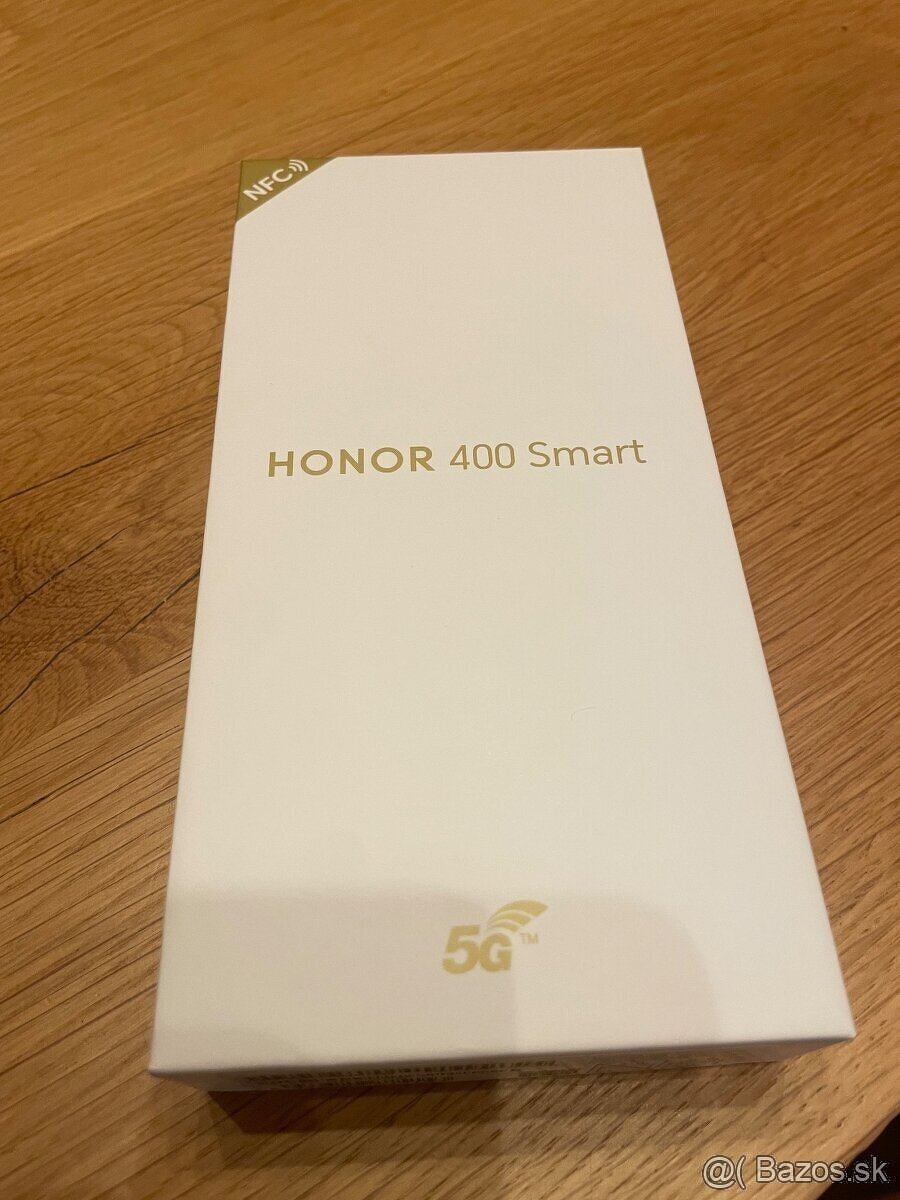 NFC
HONOR 400 Smart
5G™
@( Bazos.sk